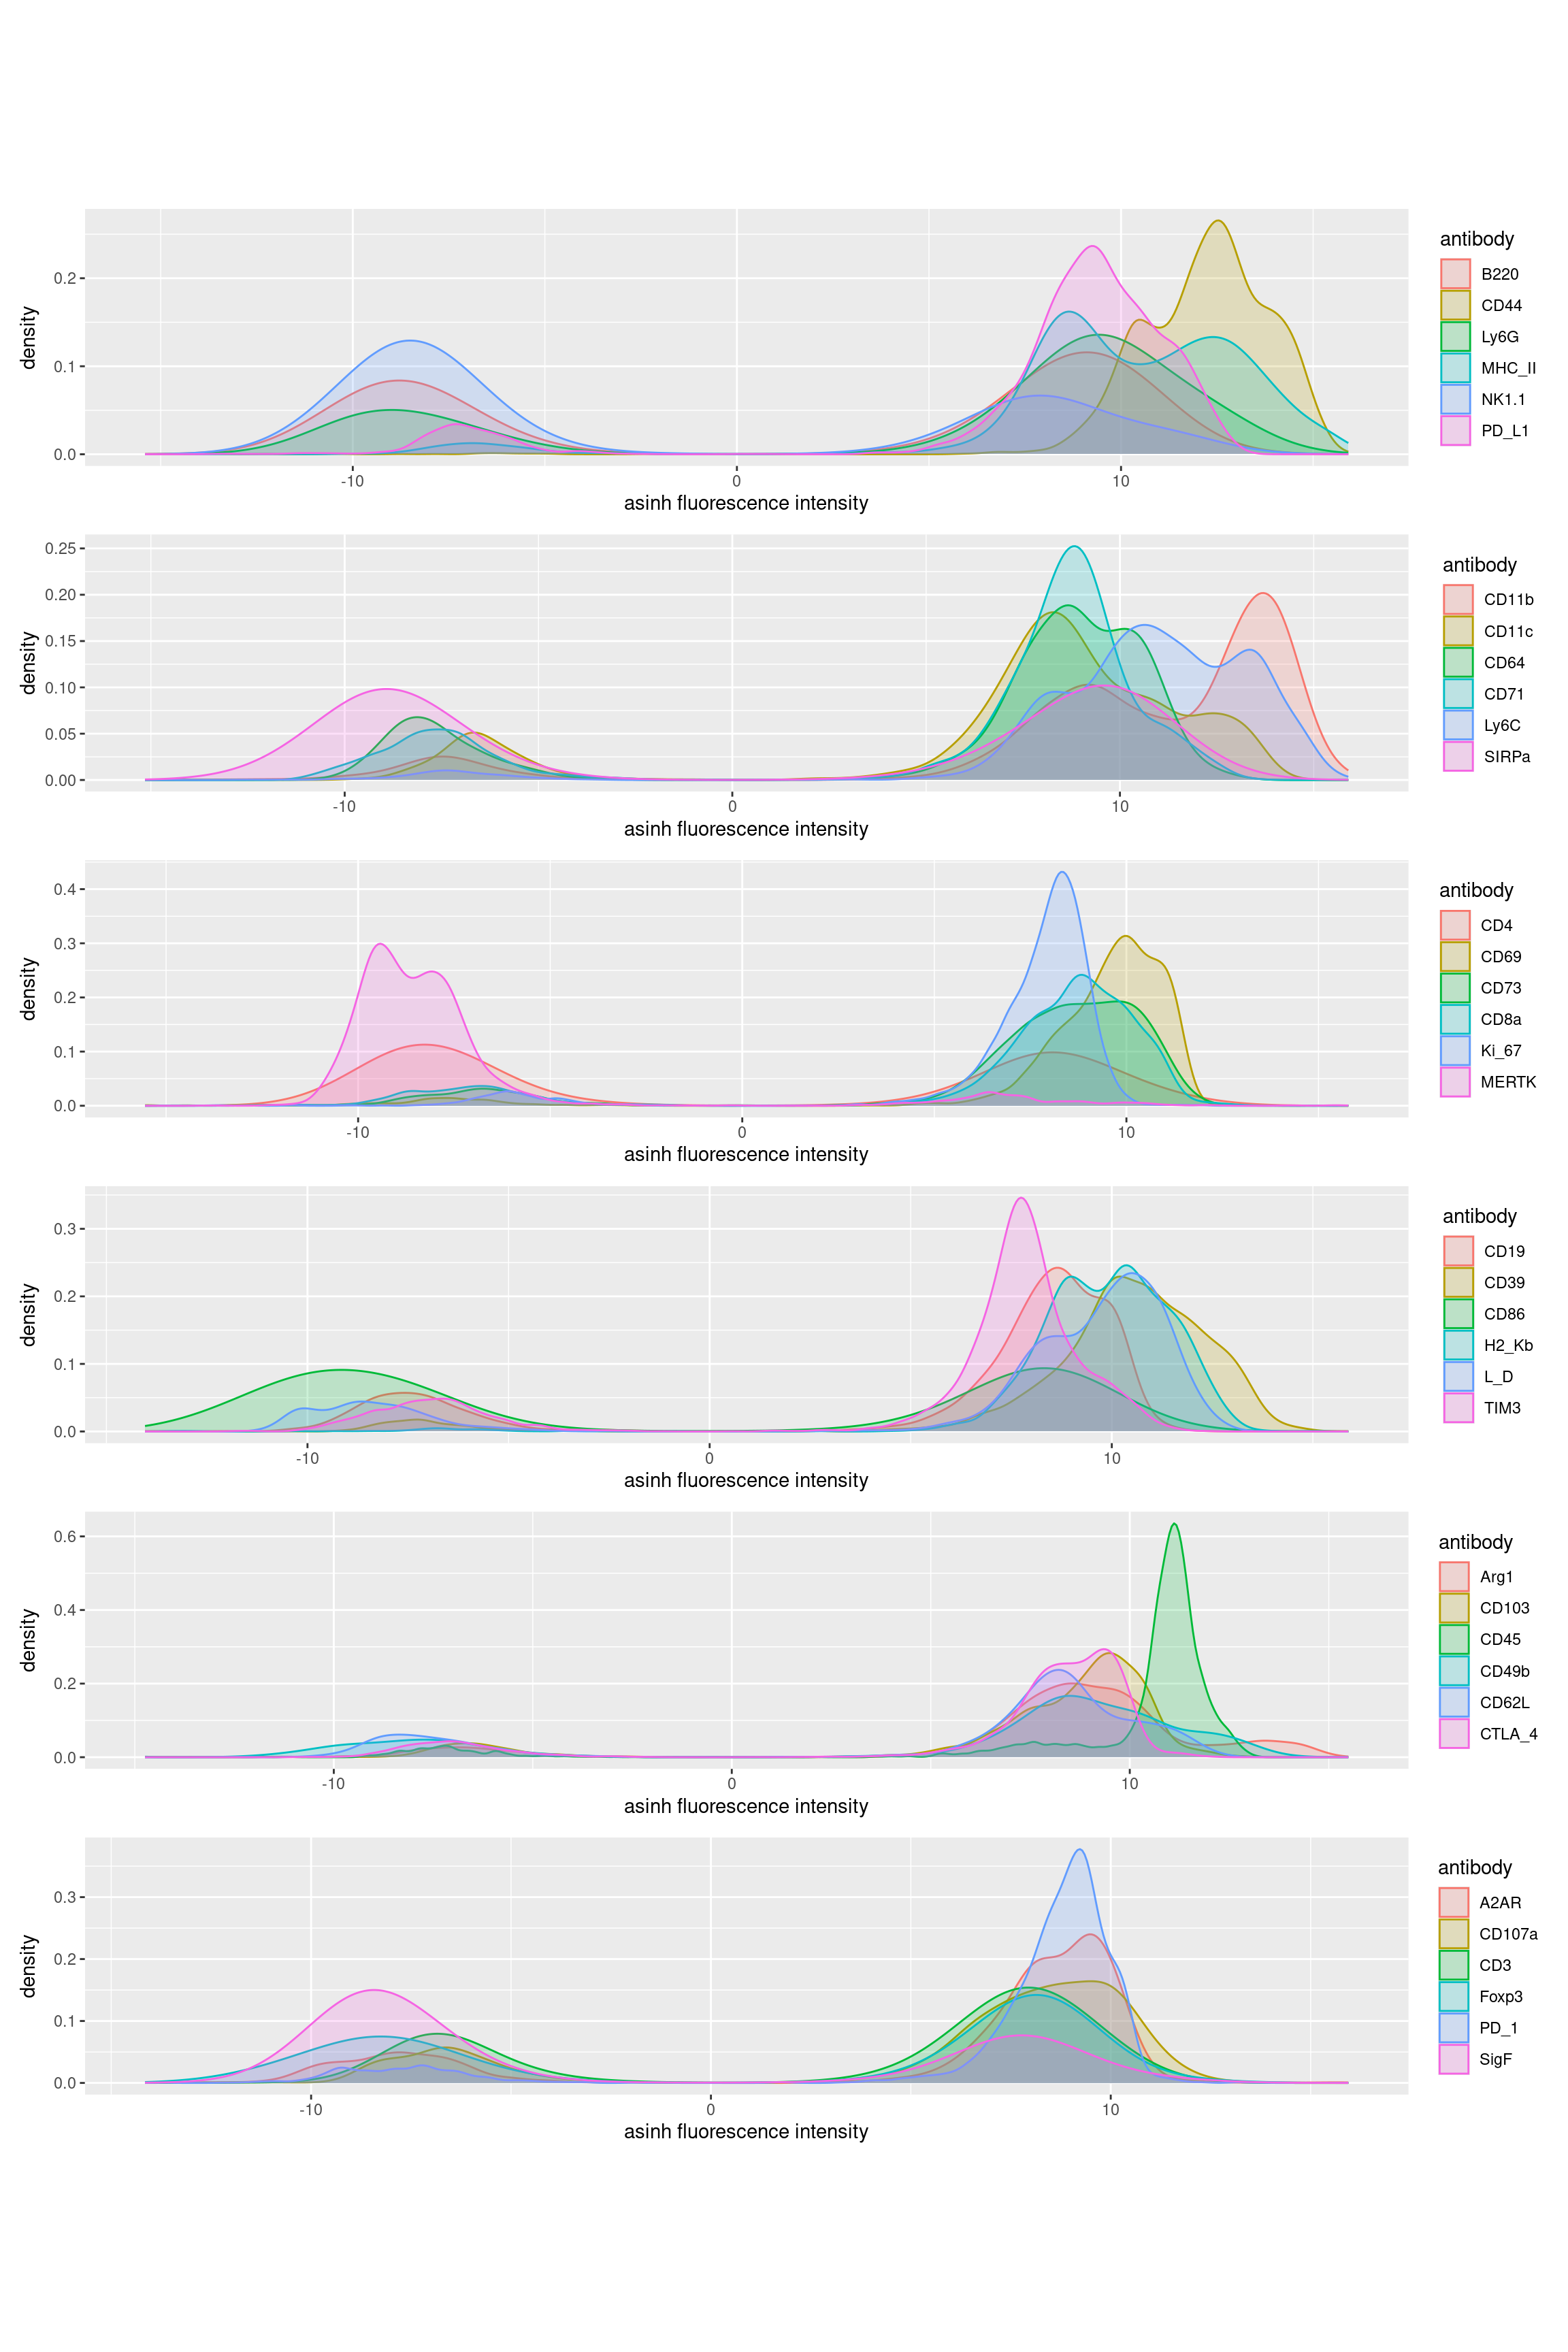 antibody
B220
CD44
Ly6G
MHC_II
NK1.1
PD_L1
density
0.2
0.1
0.0
-10 0 10
asinh fluorescence intensity
antibody
CD11b
CD11c
CD64
CD71
Ly6C
SIRPa
density
0.25
0.20
0.15
0.10
0.05
0.00
-10 0 10
asinh fluorescence intensity
antibody
CD4
CD69
CD73
CD8a
Ki_67
MERTK
density
0.4
0.3
0.2
0.1
0.0
-10 0 10
asinh fluorescence intensity
antibody
CD19
CD39
CD86
H2_Kb
L_D
TIM3
density
0.3
0.2
0.1
0.0
-10 0 10
asinh fluorescence intensity
antibody
Arg1
CD103
CD45
CD49b
CD62L
CTLA_4
density
0.6
0.4
0.2
0.0
-10 0 10
asinh fluorescence intensity
antibody
A2AR
CD107a
CD3
Foxp3
PD_1
SigF
density
0.3
0.2
0.1
0.0
-10 0 10
asinh fluorescence intensity